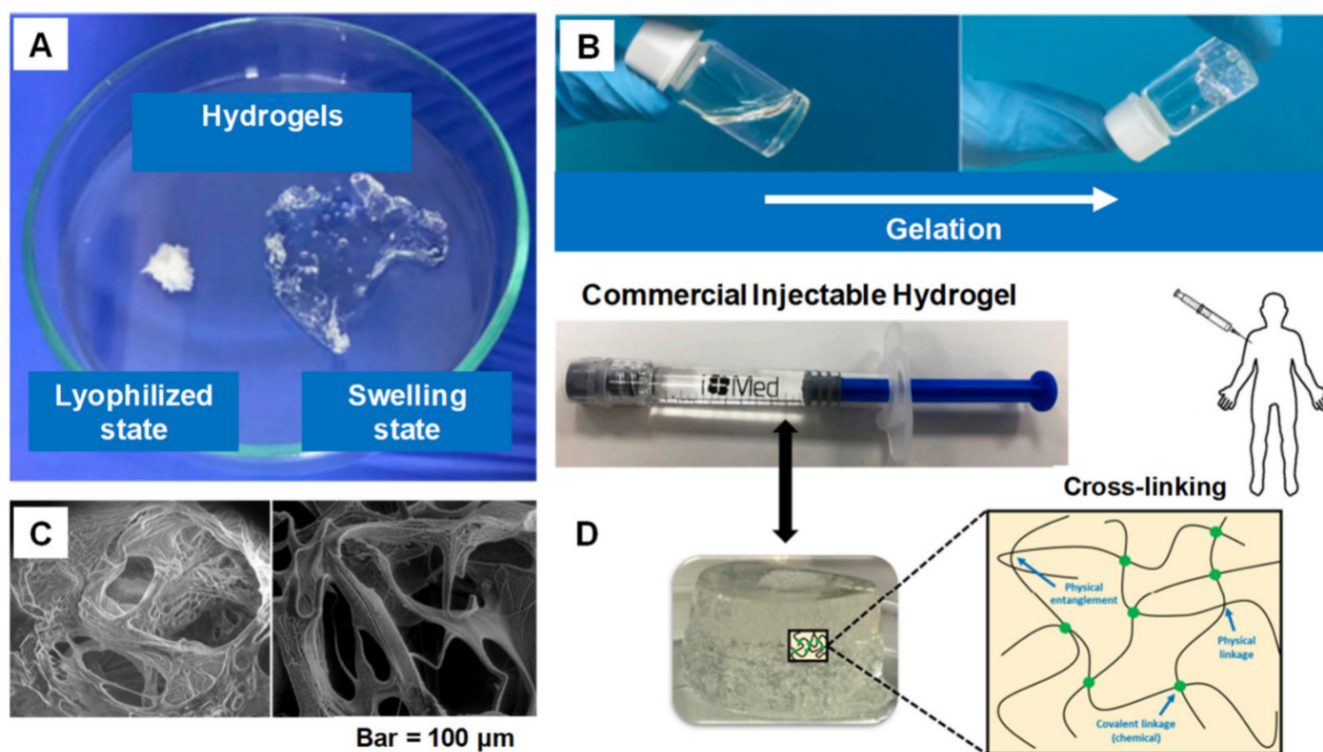 A
Hydrogels
Lyophilized
state
Swelling
state
B
Gelation
Commercial Injectable Hydrogel
i Med
Cross-linking
C
Bar = 100 µm
D
Physical
entanglement
Physical
linkage
Covalent linkage
(chemical)